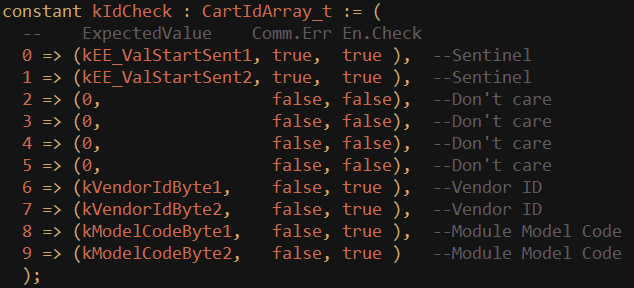 constant kIdCheck : CartIdArray_t := (
--    ExpectedValue    Comm.Err En.Check
0 => (kEE_ValStartSent1, true,  true ),  --Sentinel
1 => (kEE_ValStartSent2, true,  true ),  --Sentinel
2 => (0,                 false, false),  --Don't care
3 => (0,                 false, false),  --Don't care
4 => (0,                 false, false),  --Don't care
5 => (0,                 false, false),  --Don't care
6 => (kVendorIdByte1,    false, true ),  --Vendor ID
7 => (kVendorIdByte2,    false, true ),  --Vendor ID
8 => (kModelCodeByte1,   false, true ),  --Module Model Code
9 => (kModelCodeByte2,   false, true )   --Module Model Code
);